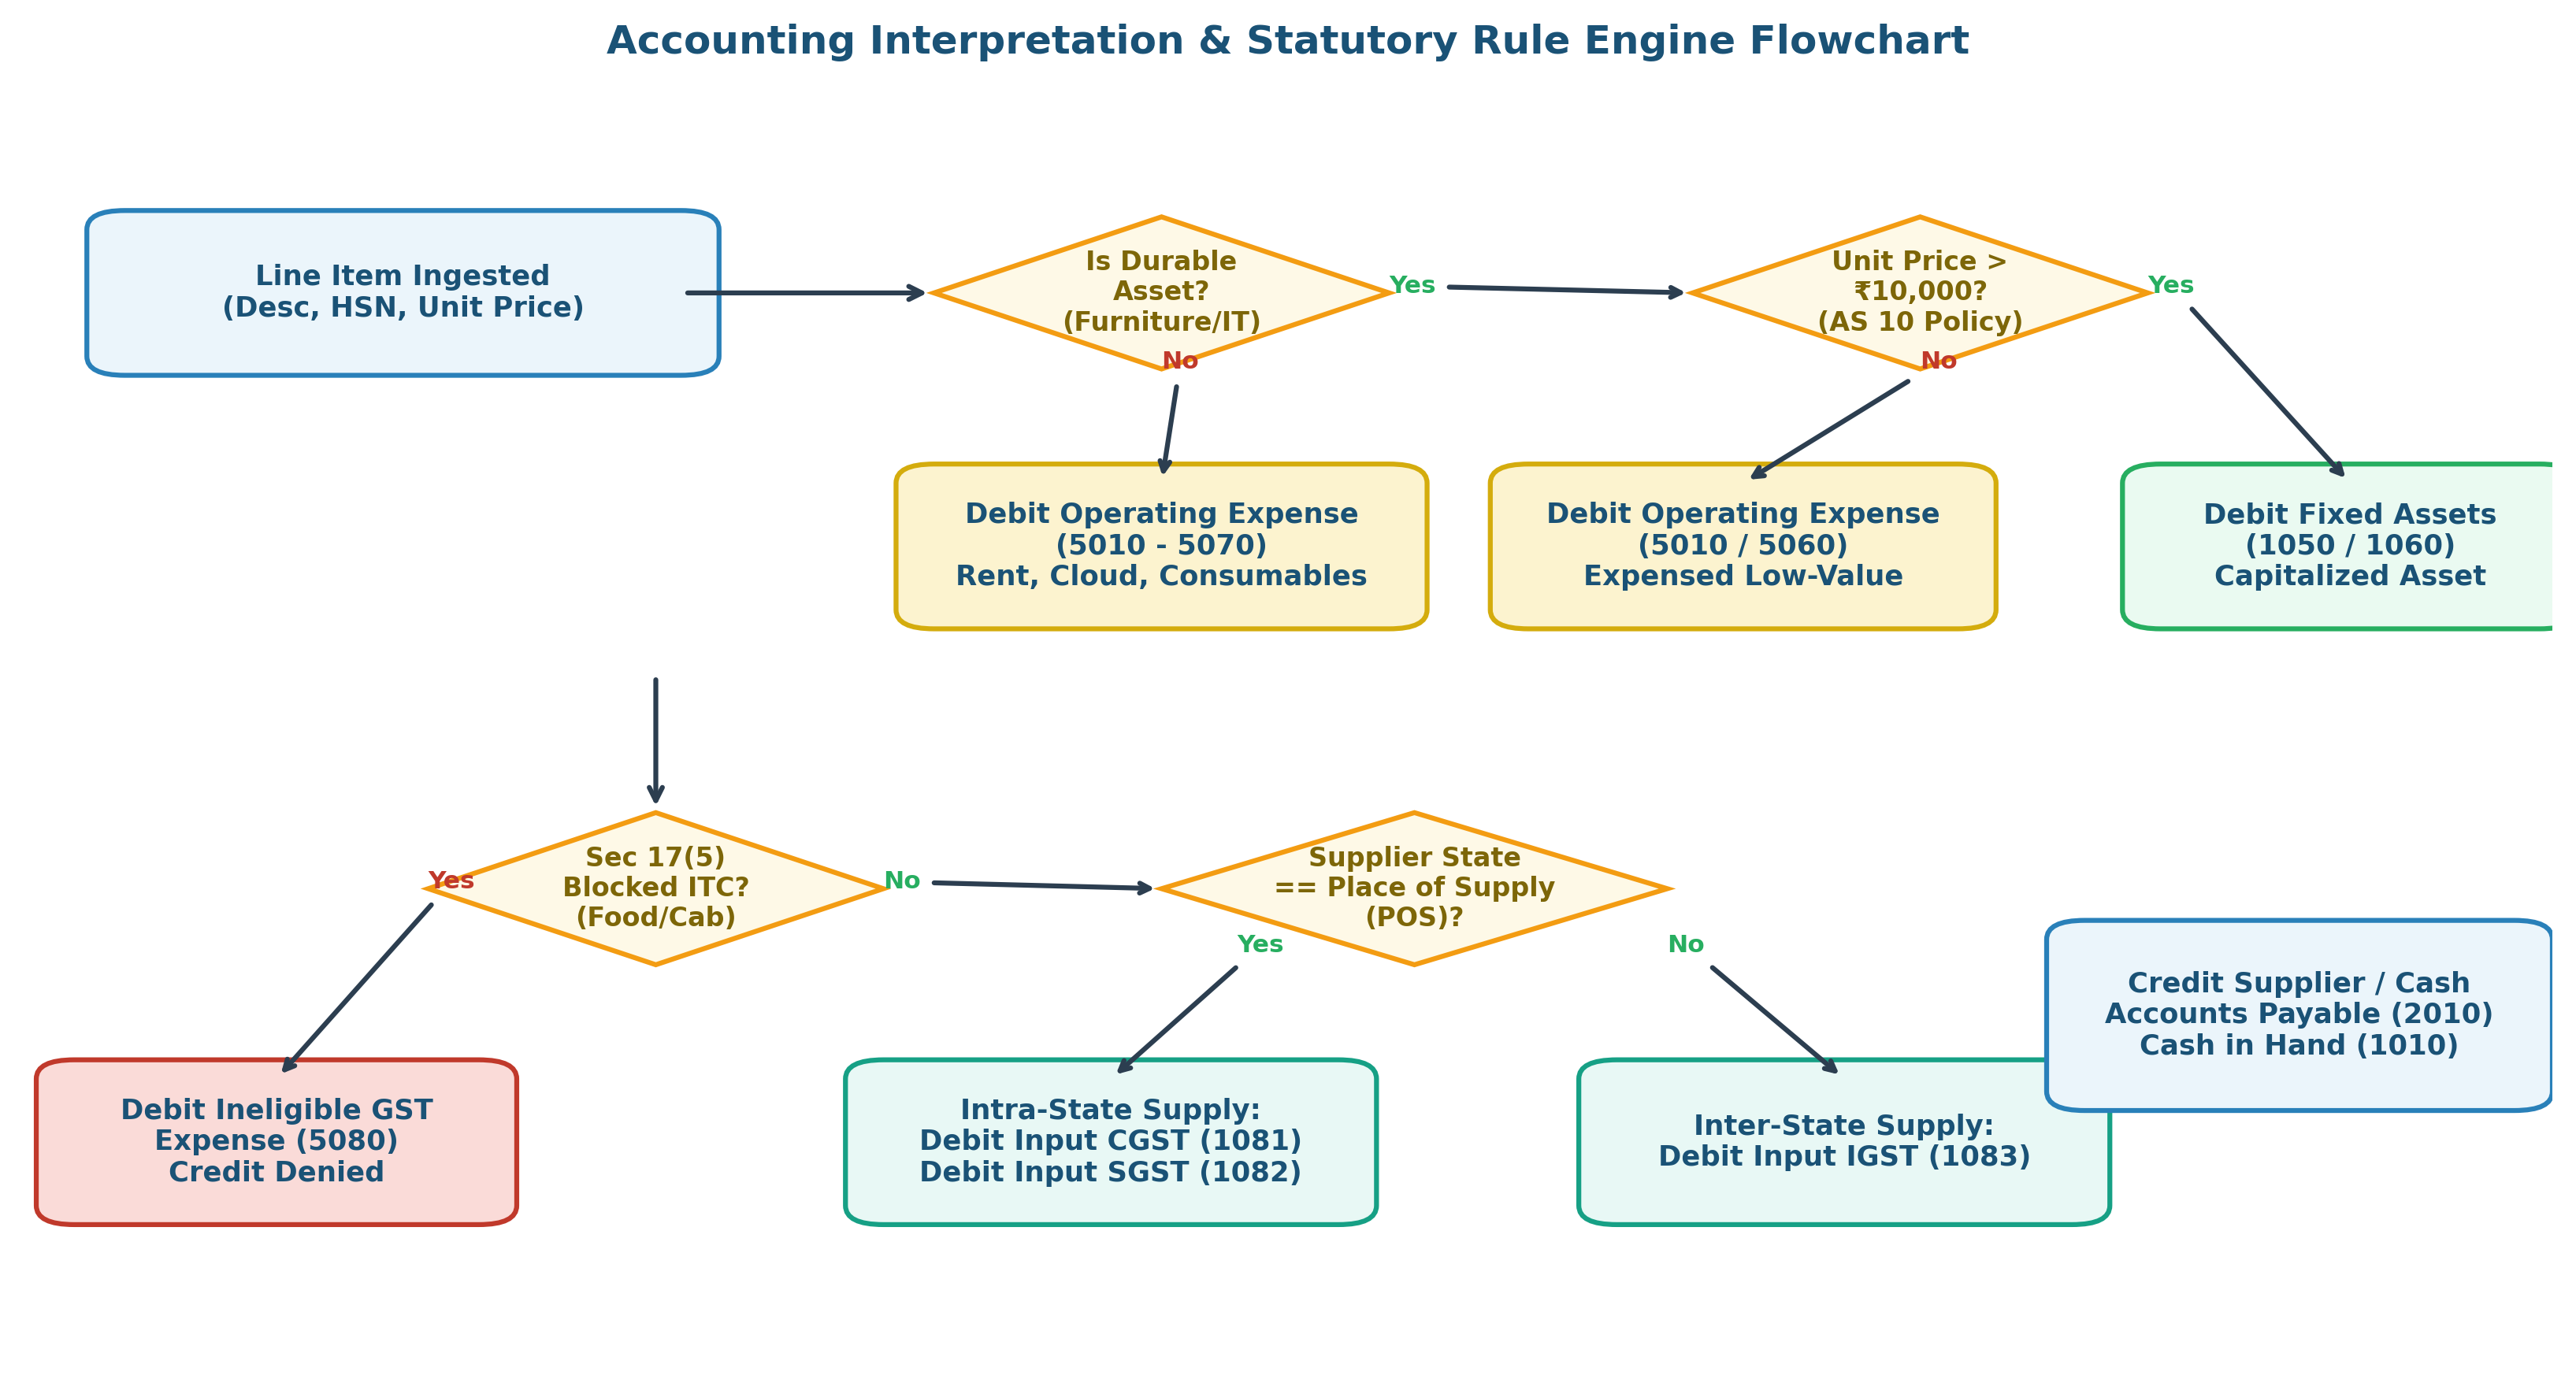 Accounting Interpretation & Statutory Rule Engine Flowchart
Line Item Ingested
(Desc, HSN, Unit Price)
Is Durable
Asset?
(Furniture/IT)
Yes
No
Unit Price >
₹10,000?
(AS 10 Policy)
Yes
No
Debit Operating Expense
(5010 - 5070)
Rent, Cloud, Consumables
Debit Operating Expense
(5010 / 5060)
Expensed Low-Value
Debit Fixed Assets
(1050 / 1060)
Capitalized Asset
Yes
Sec 17(5)
Blocked ITC?
(Food/Cab)
No
Supplier State
== Place of Supply
(POS)?
Yes
No
Credit Supplier / Cash
Accounts Payable (2010)
Cash in Hand (1010)
Debit Ineligible GST
Expense (5080)
Credit Denied
Intra-State Supply:
Debit Input CGST (1081)
Debit Input SGST (1082)
Inter-State Supply:
Debit Input IGST (1083)